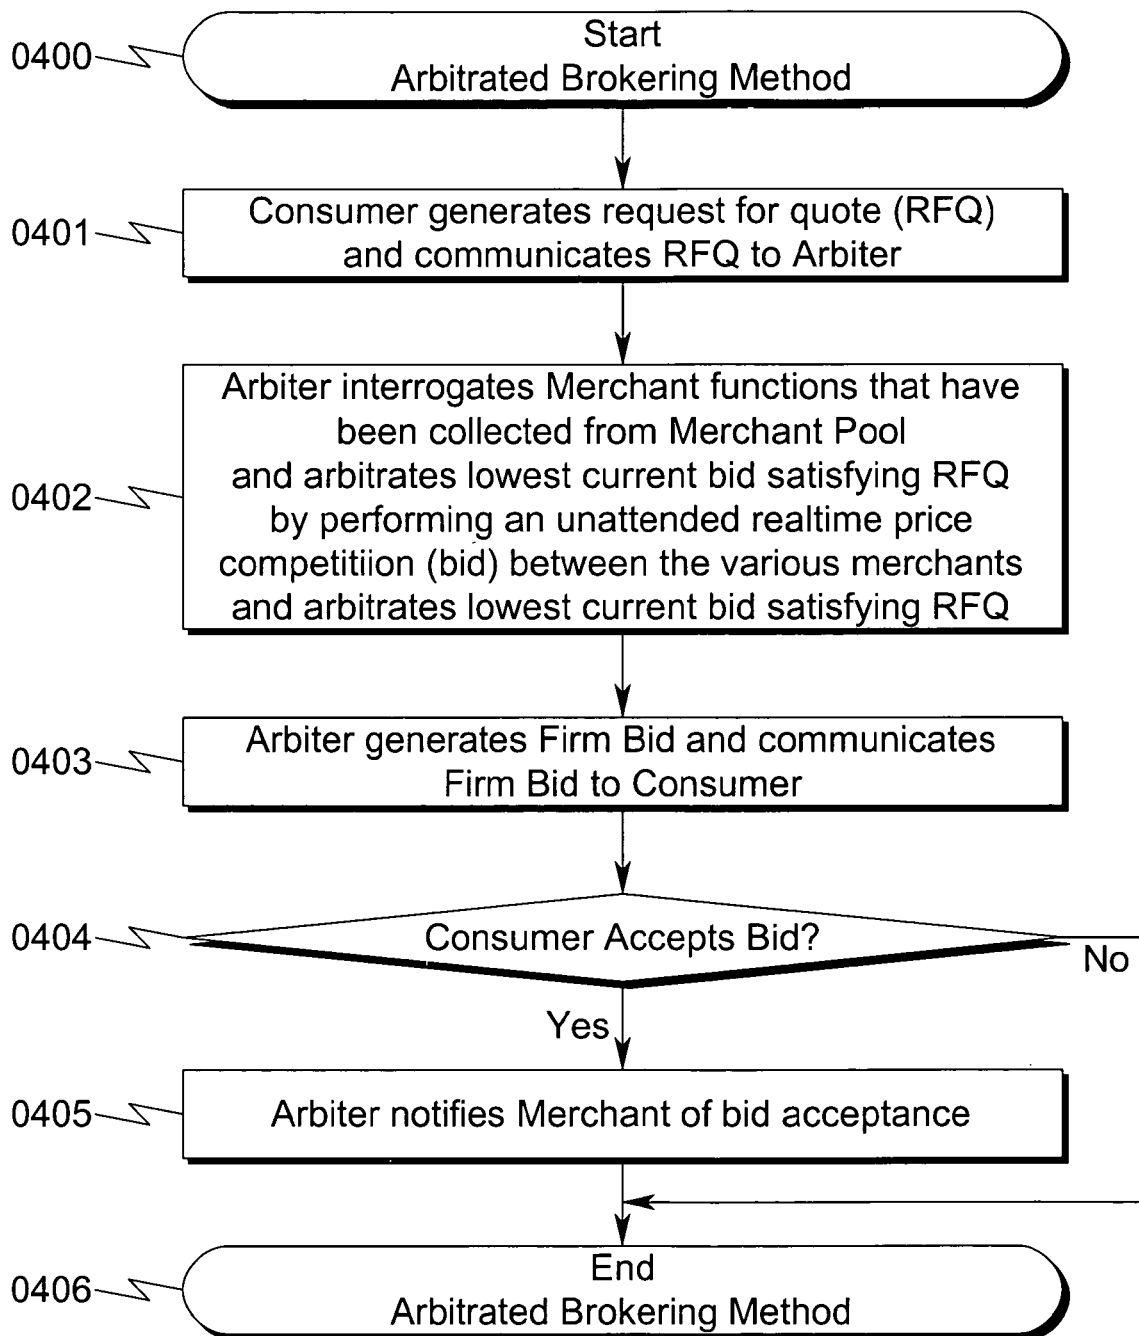 0400
Start
Arbitrated Brokering Method
0401
Consumer generates request for quote (RFQ)
and communicates RFQ to Arbiter
0402
Arbiter interrogates Merchant functions that have
been collected from Merchant Pool
and arbitrates lowest current bid satisfying RFQ
by performing an unattended realtime price
competitiion (bid) between the various merchants
and arbitrates lowest current bid satisfying RFQ
0403
Arbiter generates Firm Bid and communicates
Firm Bid to Consumer
0404
Consumer Accepts Bid?
No
Yes
0405
Arbiter notifies Merchant of bid acceptance
0406
End
Arbitrated Brokering Method